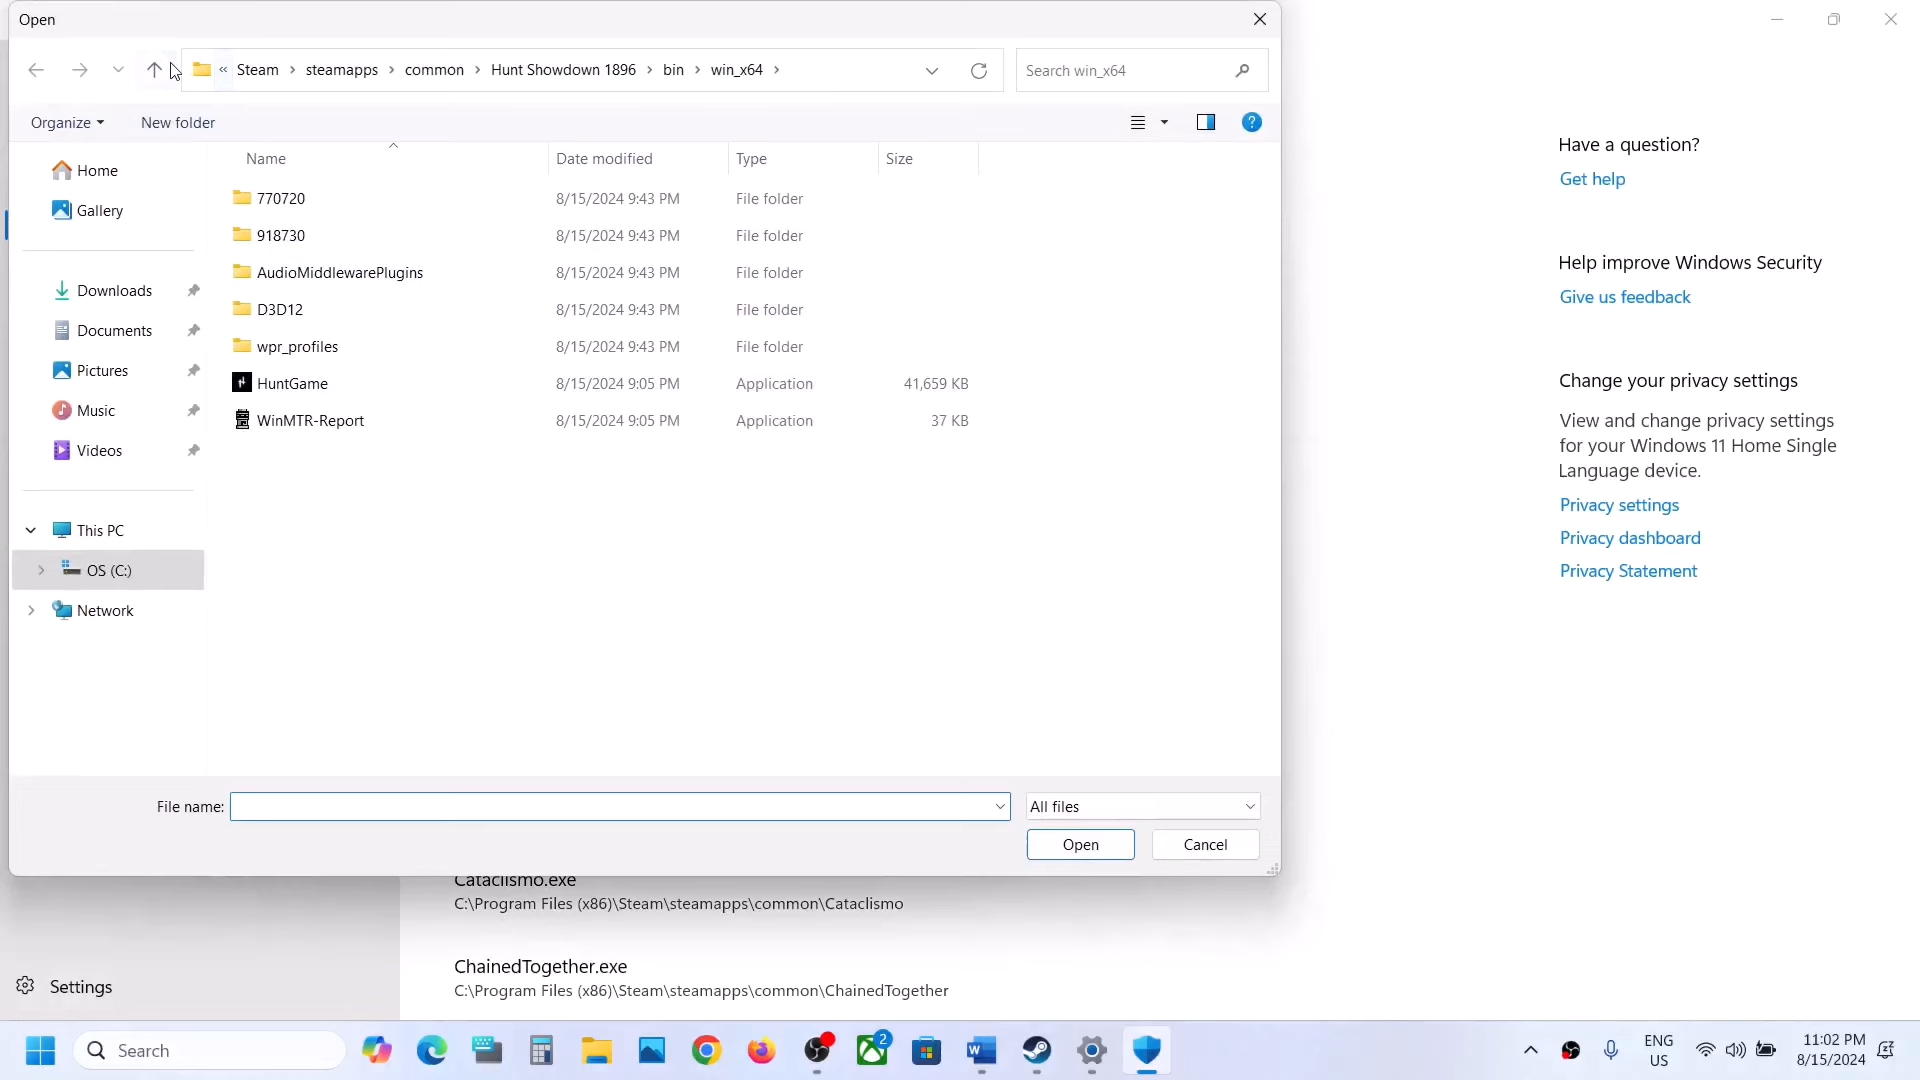 Open
« Steam > steamapps > common > Hunt Showdown 1896 > bin > win_x64 >
Search win_x64
Organize
New folder
Name
Date modified
Type
Size
Home
Gallery
Downloads
Documents
Pictures
Music
Videos
This PC
OS (C:)
Network
770720 8/15/2024 9:43 PM File folder
918730 8/15/2024 9:43 PM File folder
AudioMiddlewarePlugins 8/15/2024 9:43 PM File folder
D3D12 8/15/2024 9:43 PM File folder
wpr_profiles 8/15/2024 9:43 PM File folder
HuntGame 8/15/2024 9:05 PM Application 41,659 KB
WinMTR-Report 8/15/2024 9:05 PM Application 37 KB
File name:
All files
Open
Cancel
Have a question?
Get help
Help improve Windows Security
Give us feedback
Change your privacy settings
View and change privacy settings
for your Windows 11 Home Single
Language device.
Privacy settings
Privacy dashboard
Privacy Statement
Cataclismo.exe
C:\Program Files (x86)\Steam\steamapps\common\Cataclismo
ChainedTogether.exe
C:\Program Files (x86)\Steam\steamapps\common\ChainedTogether
Settings
Search
2
ENG
US
11:02 PM
8/15/2024